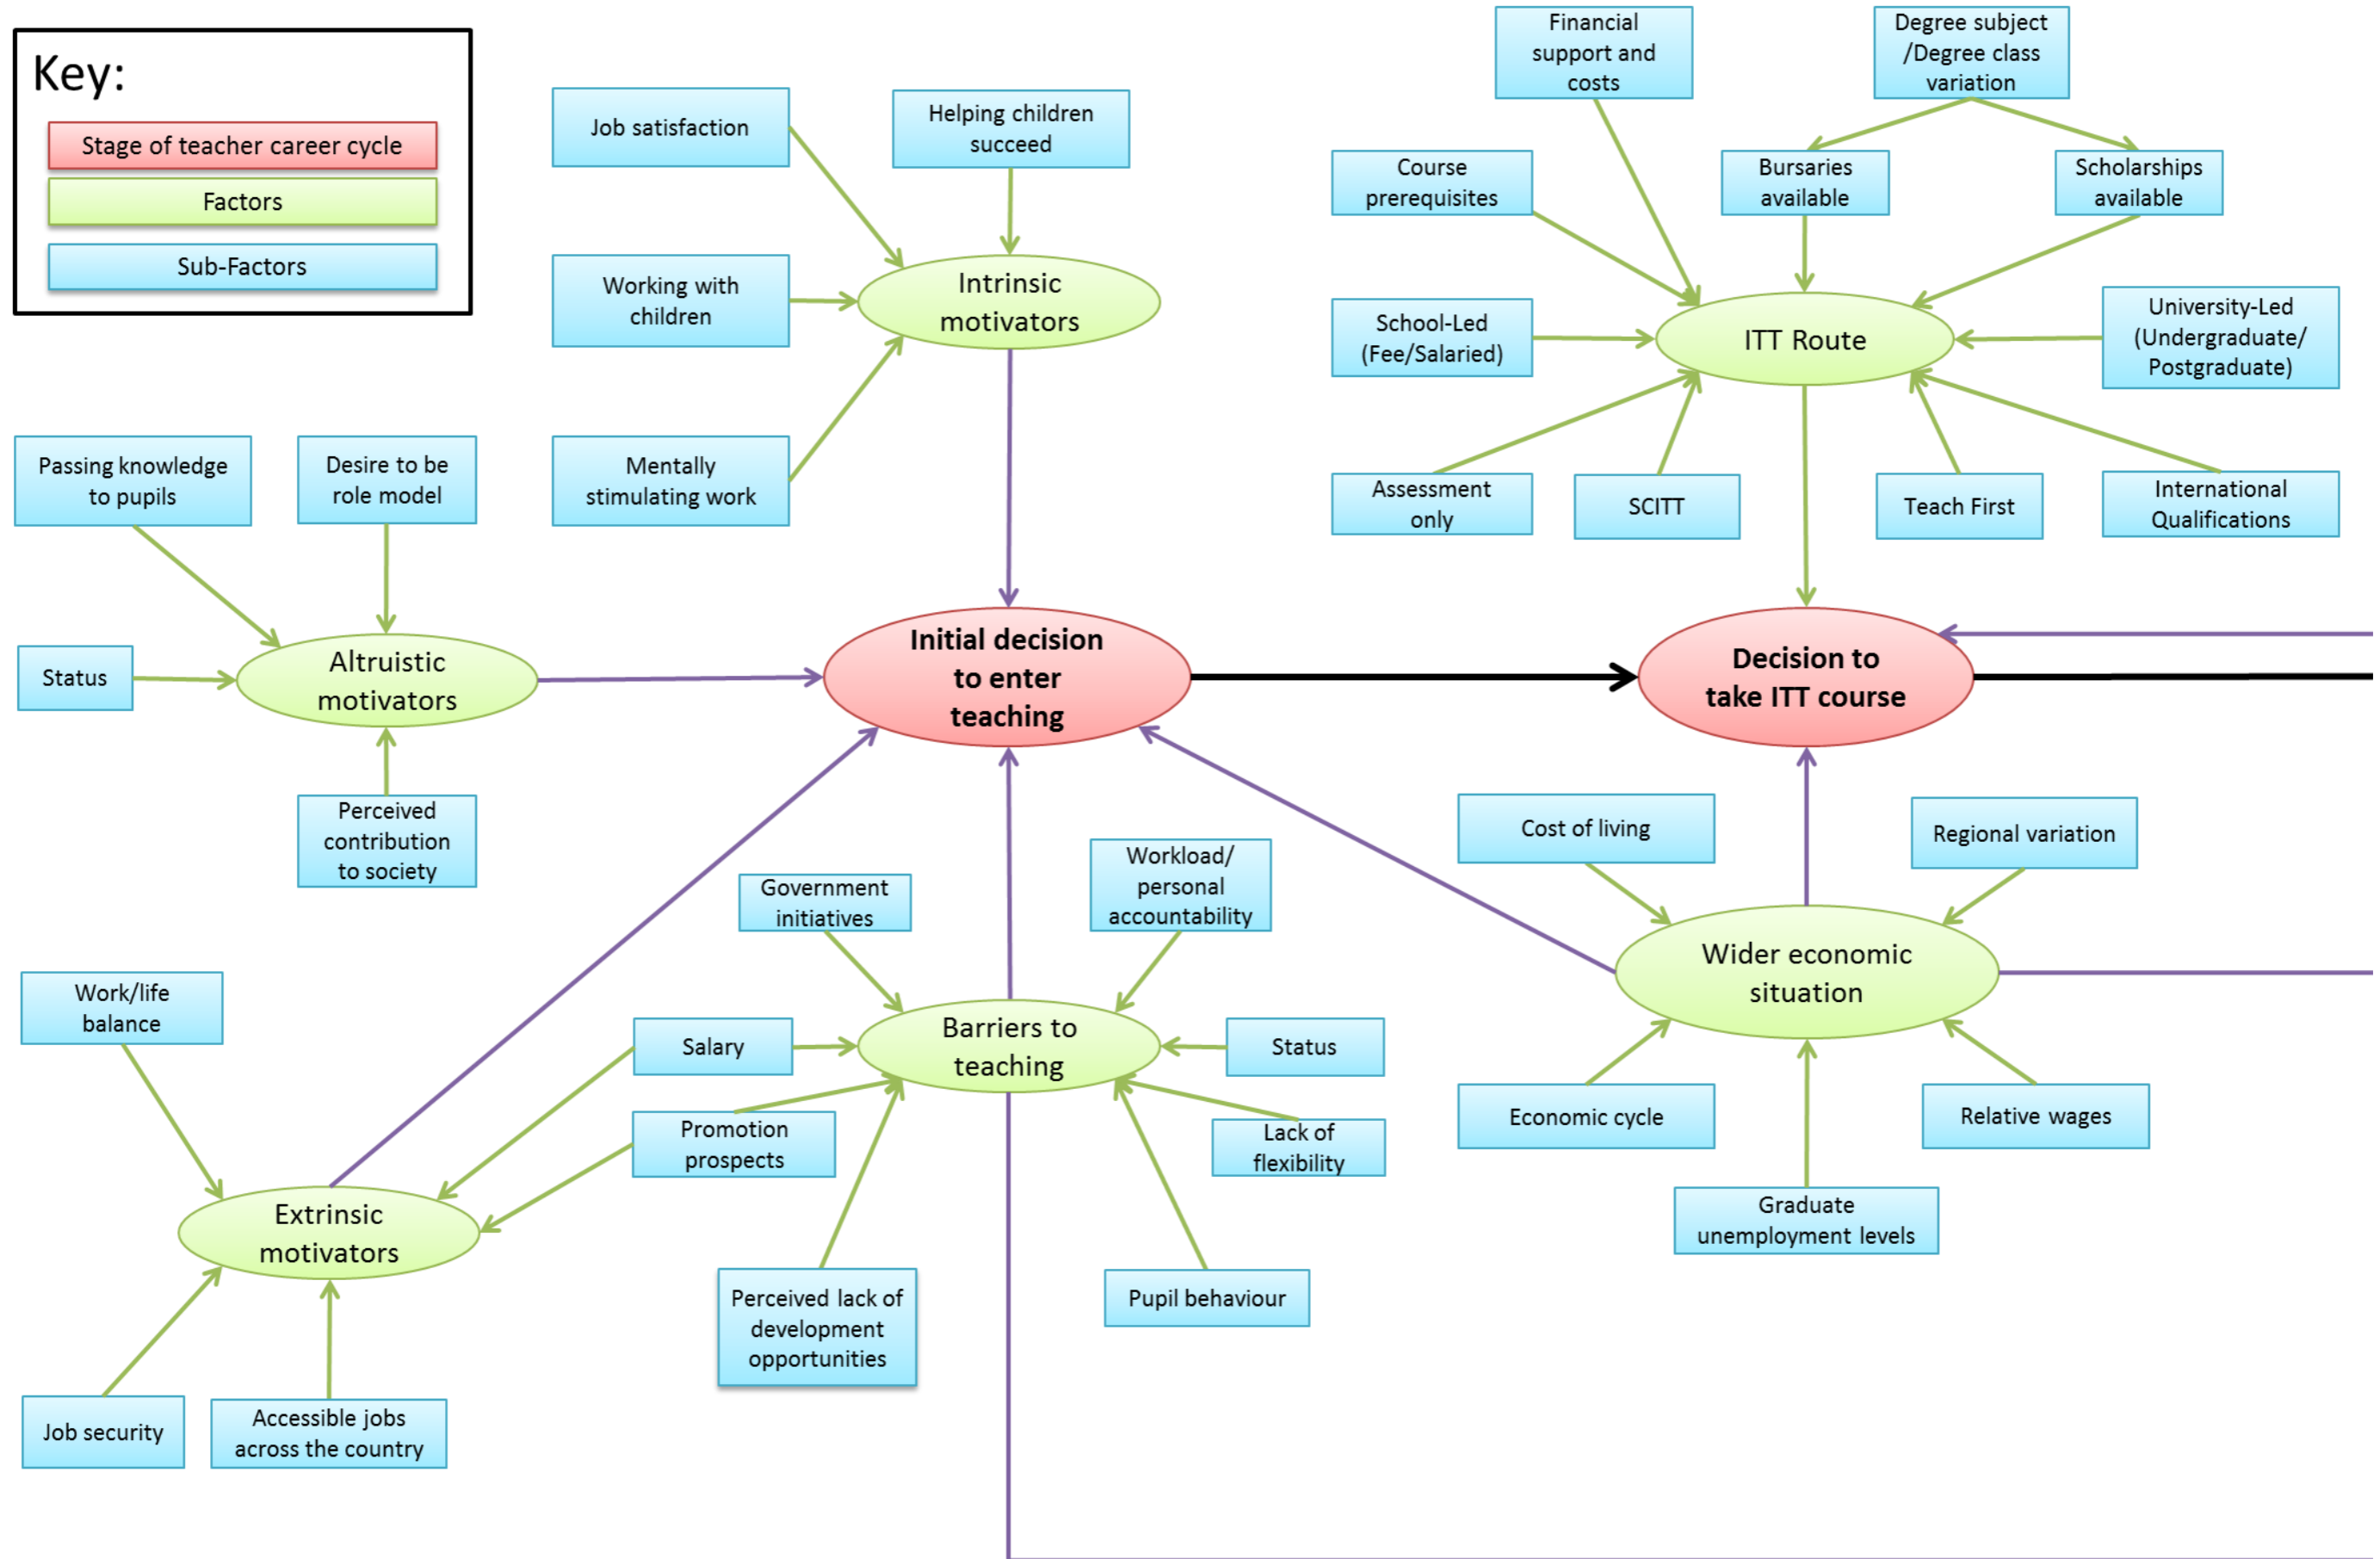 Key:
Stage of teacher career cycle
Factors
Sub-Factors
Job satisfaction
Helping children
succeed
Working with
children
Intrinsic
motivators
Mentally
stimulating work
Financial
support and
costs
Degree subject
/Degree class
variation
Course
prerequisites
Bursaries
available
Scholarships
available
School-Led
(Fee/Salaried)
ITT Route
University-Led
(Undergraduate/
Postgraduate)
Assessment
only
SCITT
Teach First
International
Qualifications
Passing knowledge
to pupils
Desire to be
role model
Status
Altruistic
motivators
Perceived
contribution
to society
Initial decision
to enter
teaching
Decision to
take ITT course
Government
initiatives
Workload/
personal
accountability
Cost of living
Regional variation
Wider economic
situation
Economic cycle
Relative wages
Graduate
unemployment levels
Work/life
balance
Salary
Barriers to
teaching
Status
Promotion
prospects
Lack of
flexibility
Extrinsic
motivators
Perceived lack of
development
opportunities
Pupil behaviour
Job security
Accessible jobs
across the country